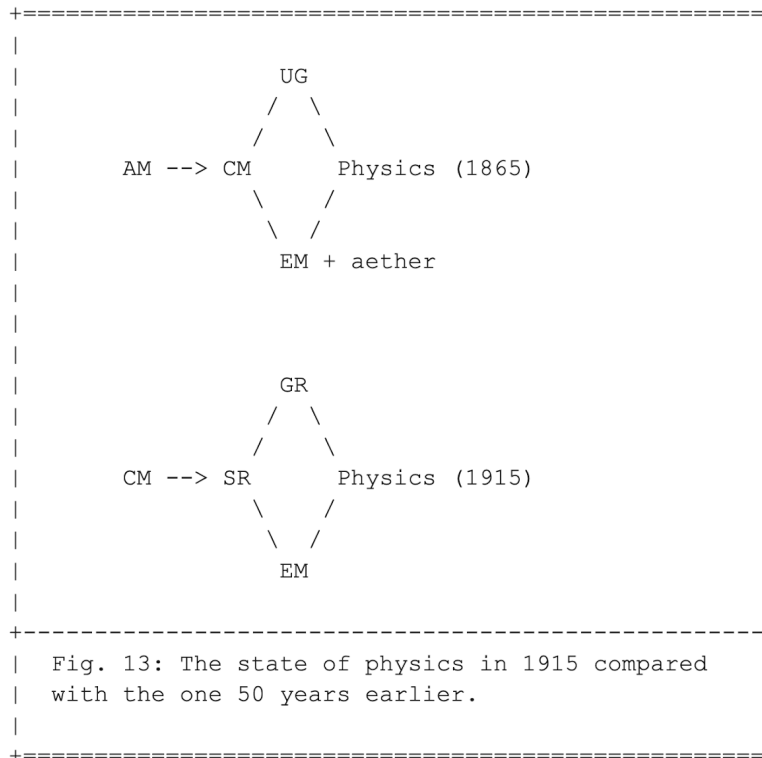 +====================================================
|
|                      UG
|                     /  \
|                    /    \
|        AM --> CM      Physics (1865)
|                    \    /
|                     \  /
|                      EM + aether
|
|
|
|                      GR
|                     /  \
|                    /    \
|        CM --> SR      Physics (1915)
|                    \    /
|                     \  /
|                      EM
|
+----------------------------------------------------
|  Fig. 13: The state of physics in 1915 compared
|  with the one 50 years earlier.
|
+====================================================